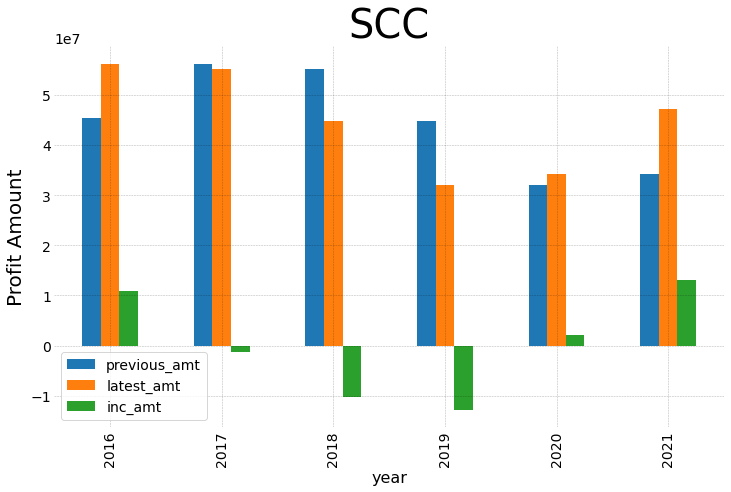 SCC
1e7
Profit Amount
5
4
3
2
1
0
−1
previous_amt
latest_amt
inc_amt
2016
2017
2018
2019
2020
2021
year